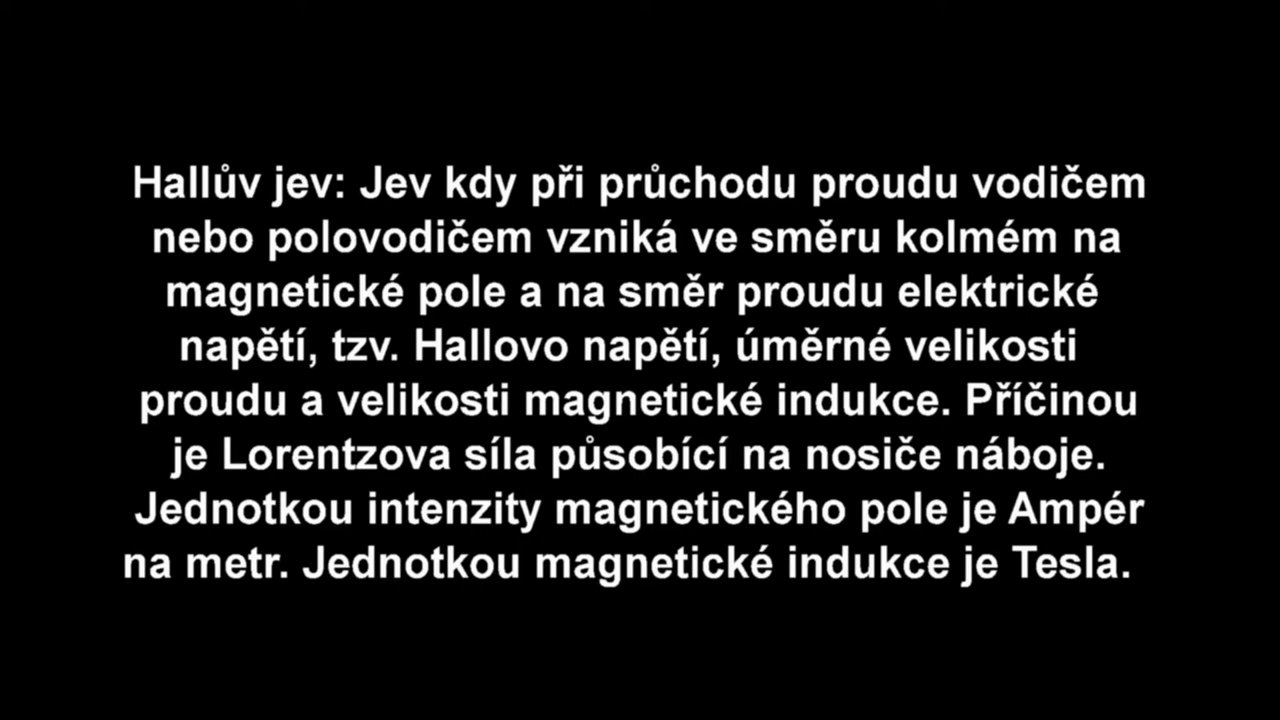 Hallův jev: Jev kdy při průchodu proudu vodičem
nebo polovodičem vzniká ve směru kolmém na
magnetické pole a na směr proudu elektrické
napětí, tzv. Hallovo napětí, úměrné velikosti
proudu a velikosti magnetické indukce. Příčinou
je Lorentzova síla působící na nosiče náboje.
Jednotkou intenzity magnetického pole je Ampér
na metr. Jednotkou magnetické indukce je Tesla.